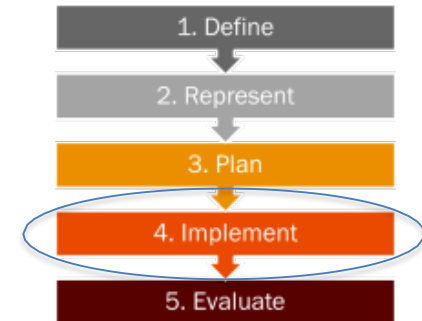 1. Define
2. Represent
3. Plan
4. Implement
5. Evaluate